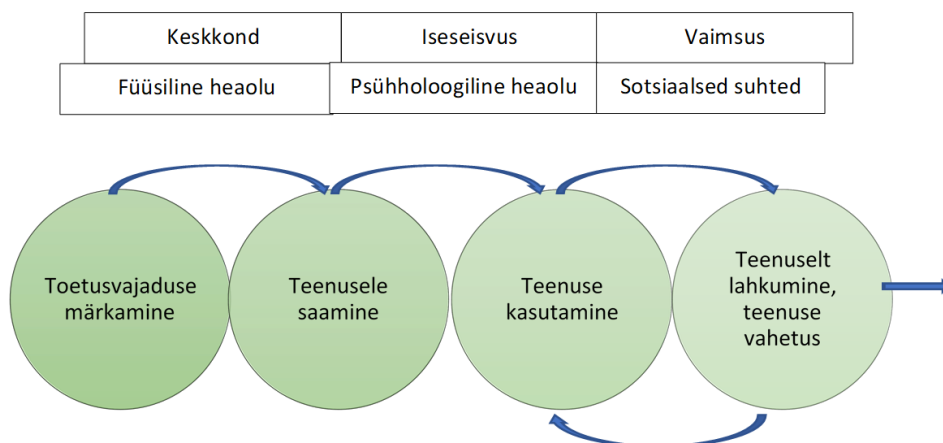 Keskkond
Iseseisvus
Vaimsus
Füüsiline heaolu
Psühholoogiline heaolu
Sotsiaalsed suhted
Toetusvajaduse
märkamine
Teenusele
saamine
Teenuse
kasutamine
Teenuselt
lahkumine,
teenuse
vahetus